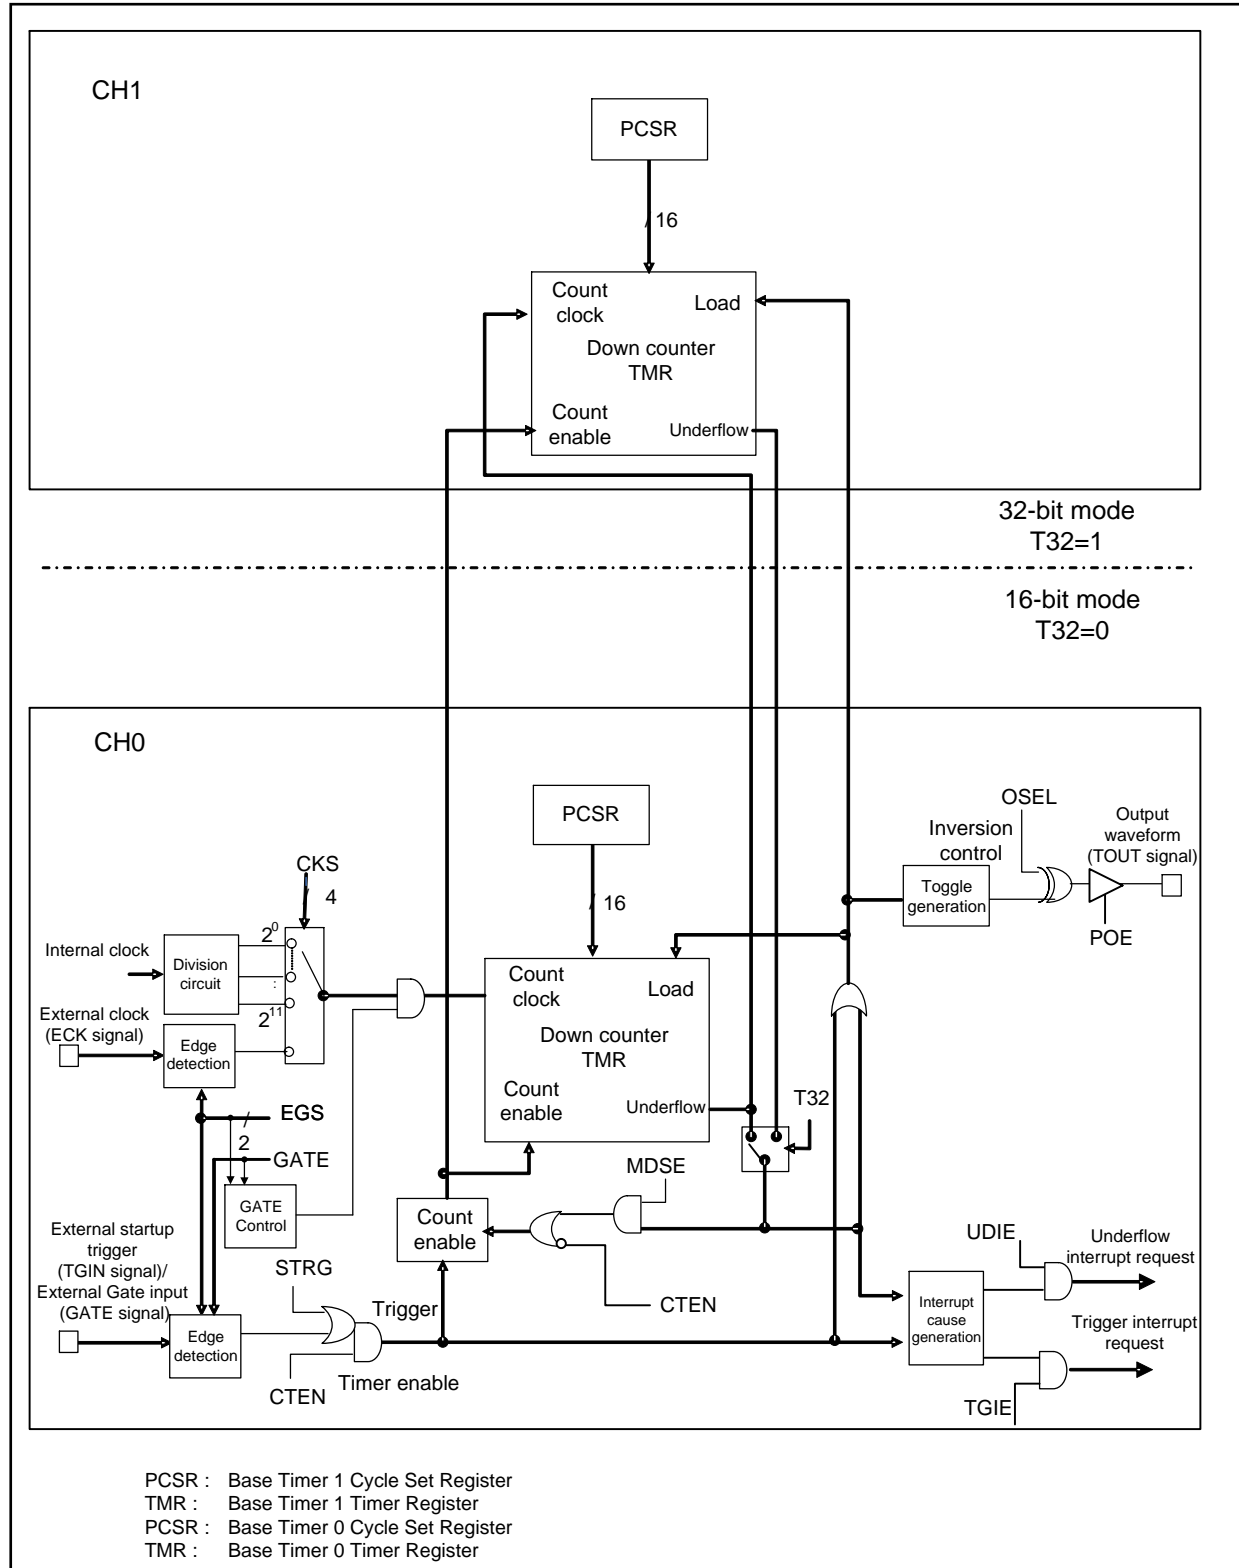 CH1
PCSR
16
Count
clock
Load
Down counter
TMR
Count
enable
Underflow
32-bit mode
T32=1
16-bit mode
T32=0
CH0
PCSR
16
OSEL
Inversion
control
Output
waveform
(TOUT signal)
Toggle
generation
POE
CKS
4
Internal clock
Division
circuit
2^0
:
2^11
External clock
(ECK signal)
Edge
detection
Count
clock
Load
Down counter
TMR
Count
enable
Underflow
T32
EGS
2
GATE
GATE
Control
MDSE
Count
enable
CTEN
External startup
trigger
(TGIN signal)/
External Gate input
(GATE signal)
Edge
detection
STRG
Trigger
CTEN
Timer enable
UDIE
Underflow
interrupt request
Interrupt
cause
generation
Trigger interrupt
request
TGIE
PCSR : Base Timer 1 Cycle Set Register
TMR : Base Timer 1 Timer Register
PCSR : Base Timer 0 Cycle Set Register
TMR : Base Timer 0 Timer Register